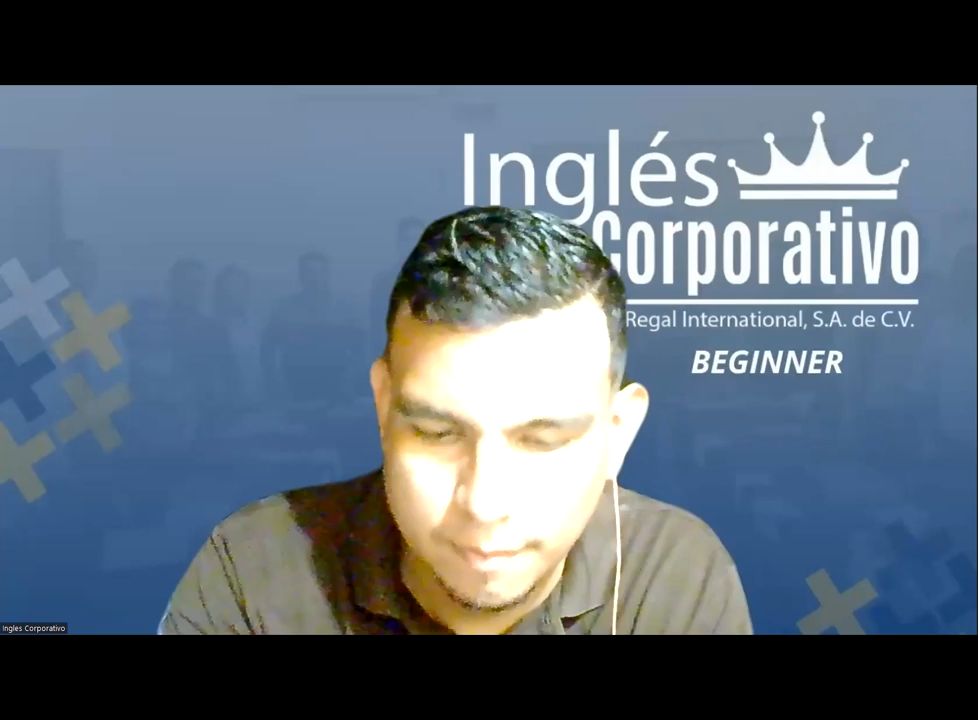 Inglés
Corporativo
Regal International, S.A. de C.V.
BEGINNER
Ingles Corporativo